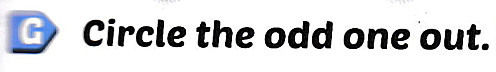 G Circle the odd one out.